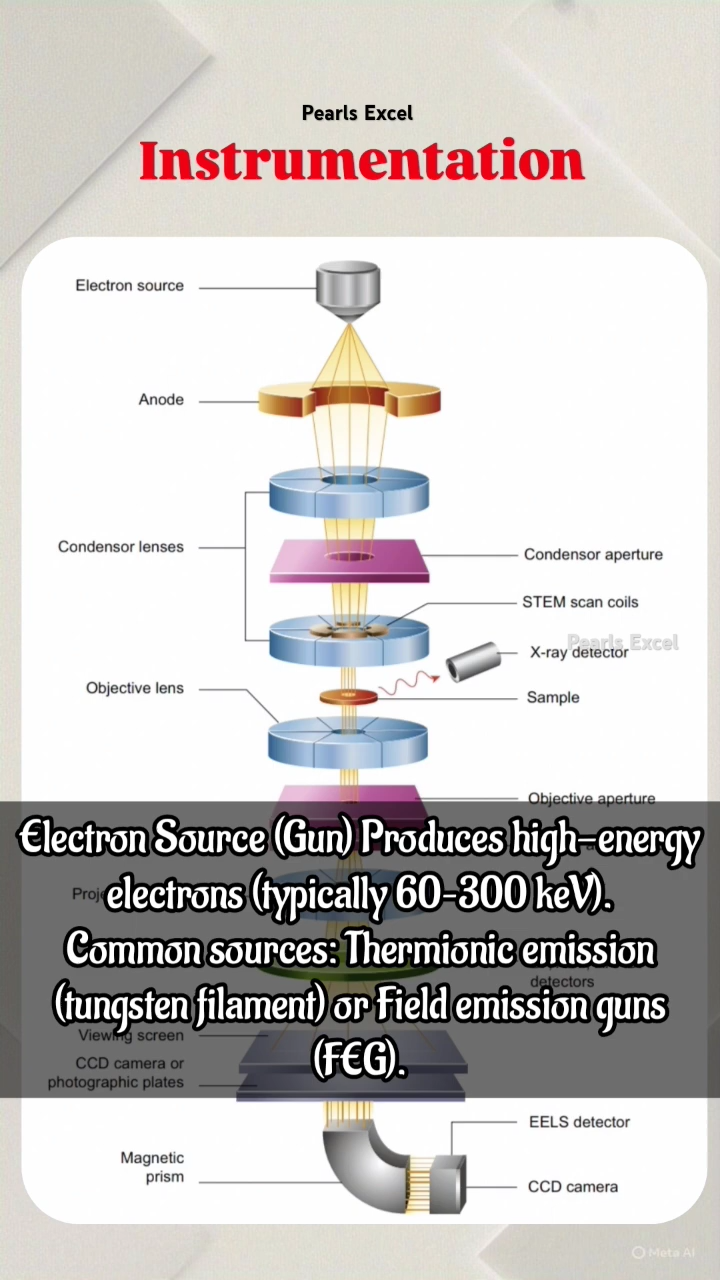 Pearls Excel
Instrumentation
Electron source
Anode
Condensor lenses
Condensor aperture
STEM scan coils
Pearls Excel
X-ray detector
Objective lens
Sample
Objective aperture
Electron Source (Gun) Produces high-energy
electrons (typically 60-300 keV).
Common sources: Thermionic emission
(tungsten filament) or Field emission guns
(FEG).
detectors
Viewing screen
CCD camera or
photographic plates
EELS detector
Magnetic
prism
CCD camera
Meta AI